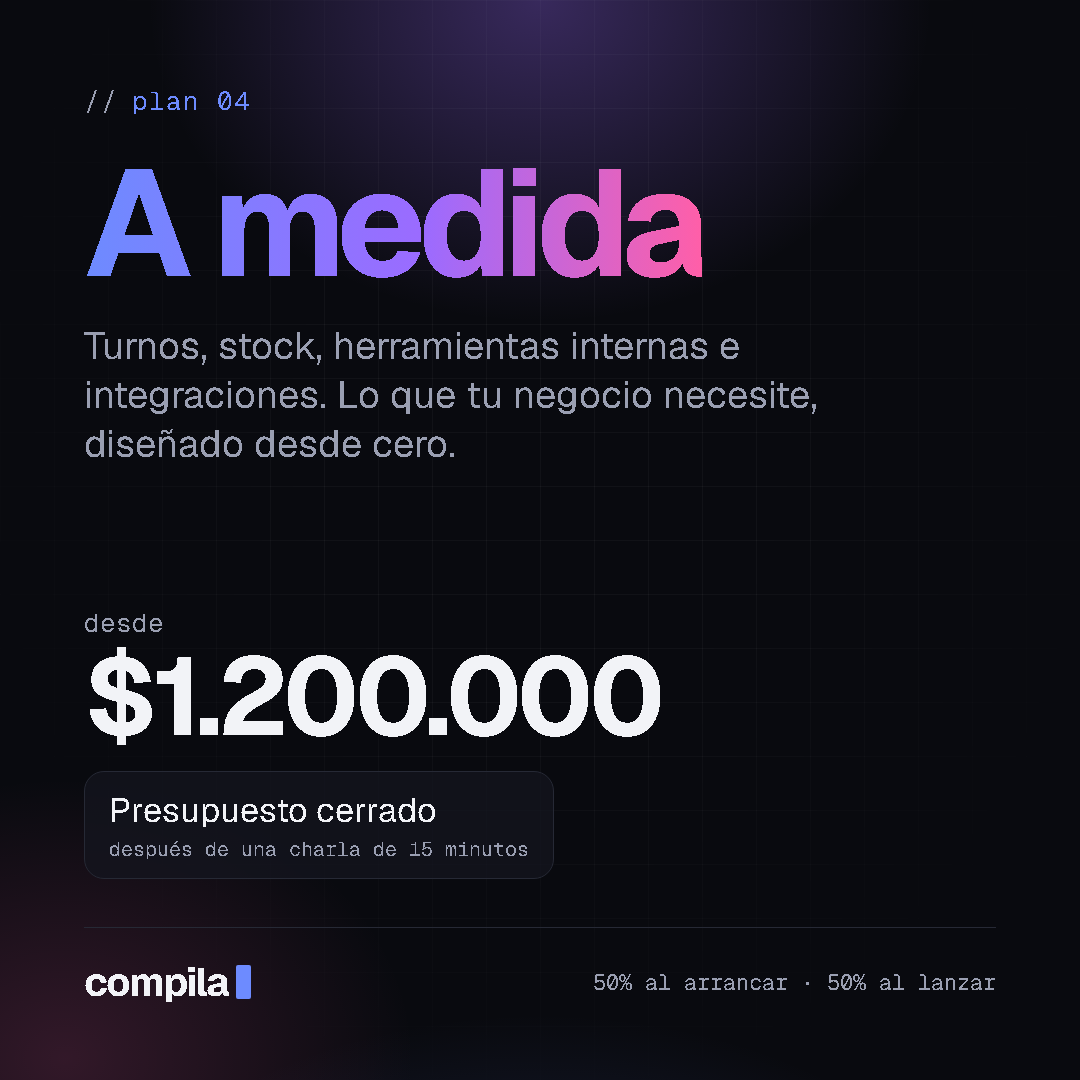 // plan 04
A medida
Turnos, stock, herramientas internas e
integraciones. Lo que tu negocio necesite,
diseñado desde cero.
desde
$1.200.000
Presupuesto cerrado
después de una charla de 15 minutos
compila
50% al arrancar · 50% al lanzar